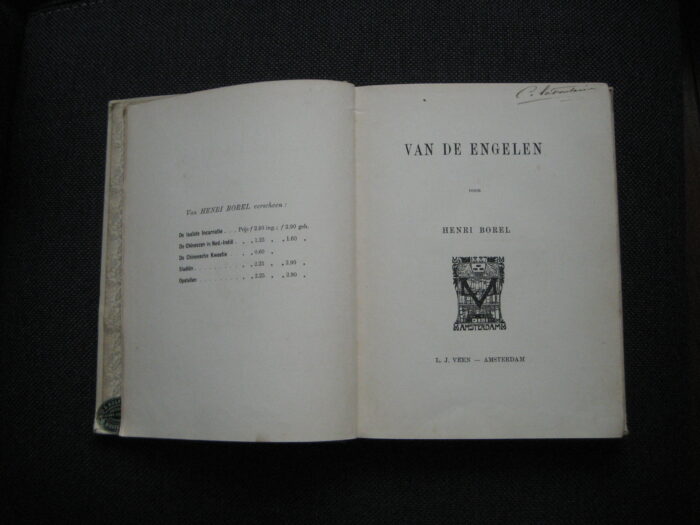 Van HENRI BOREL verscheen:
De laatste Incarnatie . . . Prijs f 2.40 ing.; f 2.90 geb.
De Chineezen in Ned.-Indië . „ „ 1.25 „ „ 1.60 „
De Chineesche Kwestie . . „ „ 0.60 „
Studiën . . . . . . . . „ „ 2.25 „ „ 2.90 „
Opstellen . . . . . . . „ „ 2.25 „ „ 2.90 „
VAN DE ENGELEN
DOOR
HENRI BOREL
V
AMSTERDAM
L. J. VEEN — AMSTERDAM